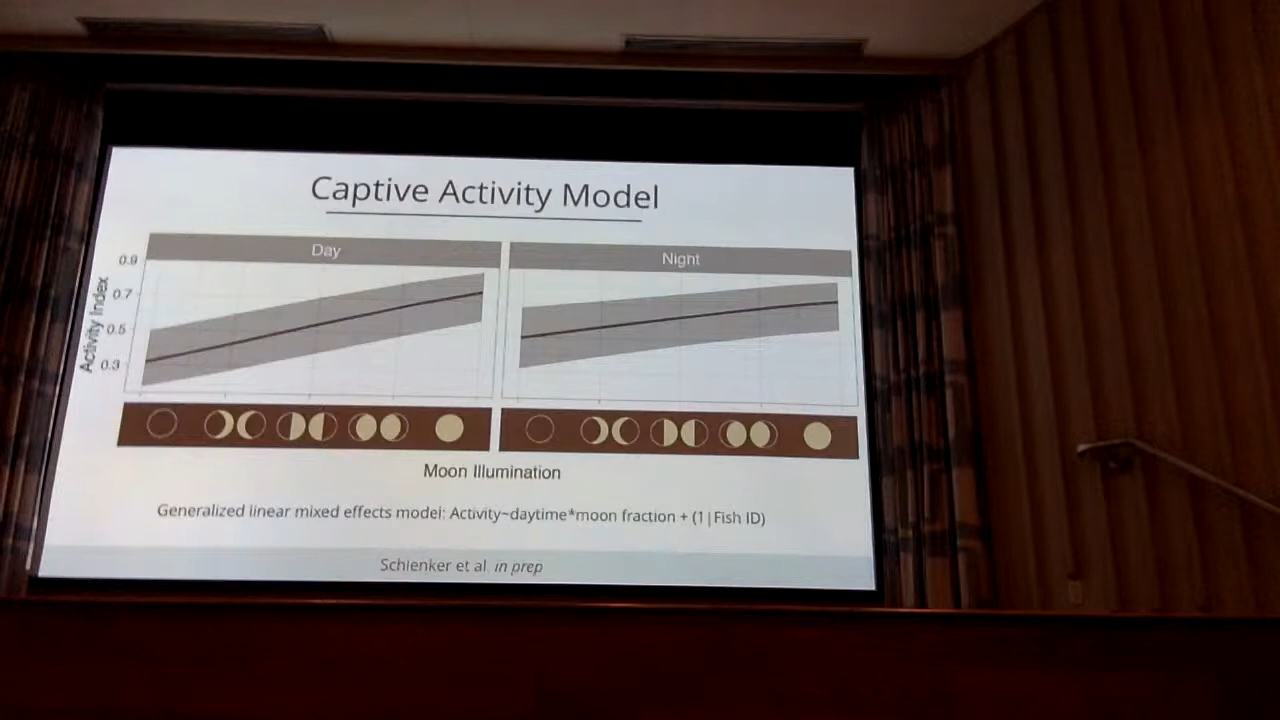 Captive Activity Model
Day
Night
Activity Index
0.9
0.7
0.5
0.3
Moon Illumination
Generalized linear mixed effects model: Activity~daytime*moon fraction + (1|Fish ID)
Schlenker et al in prep